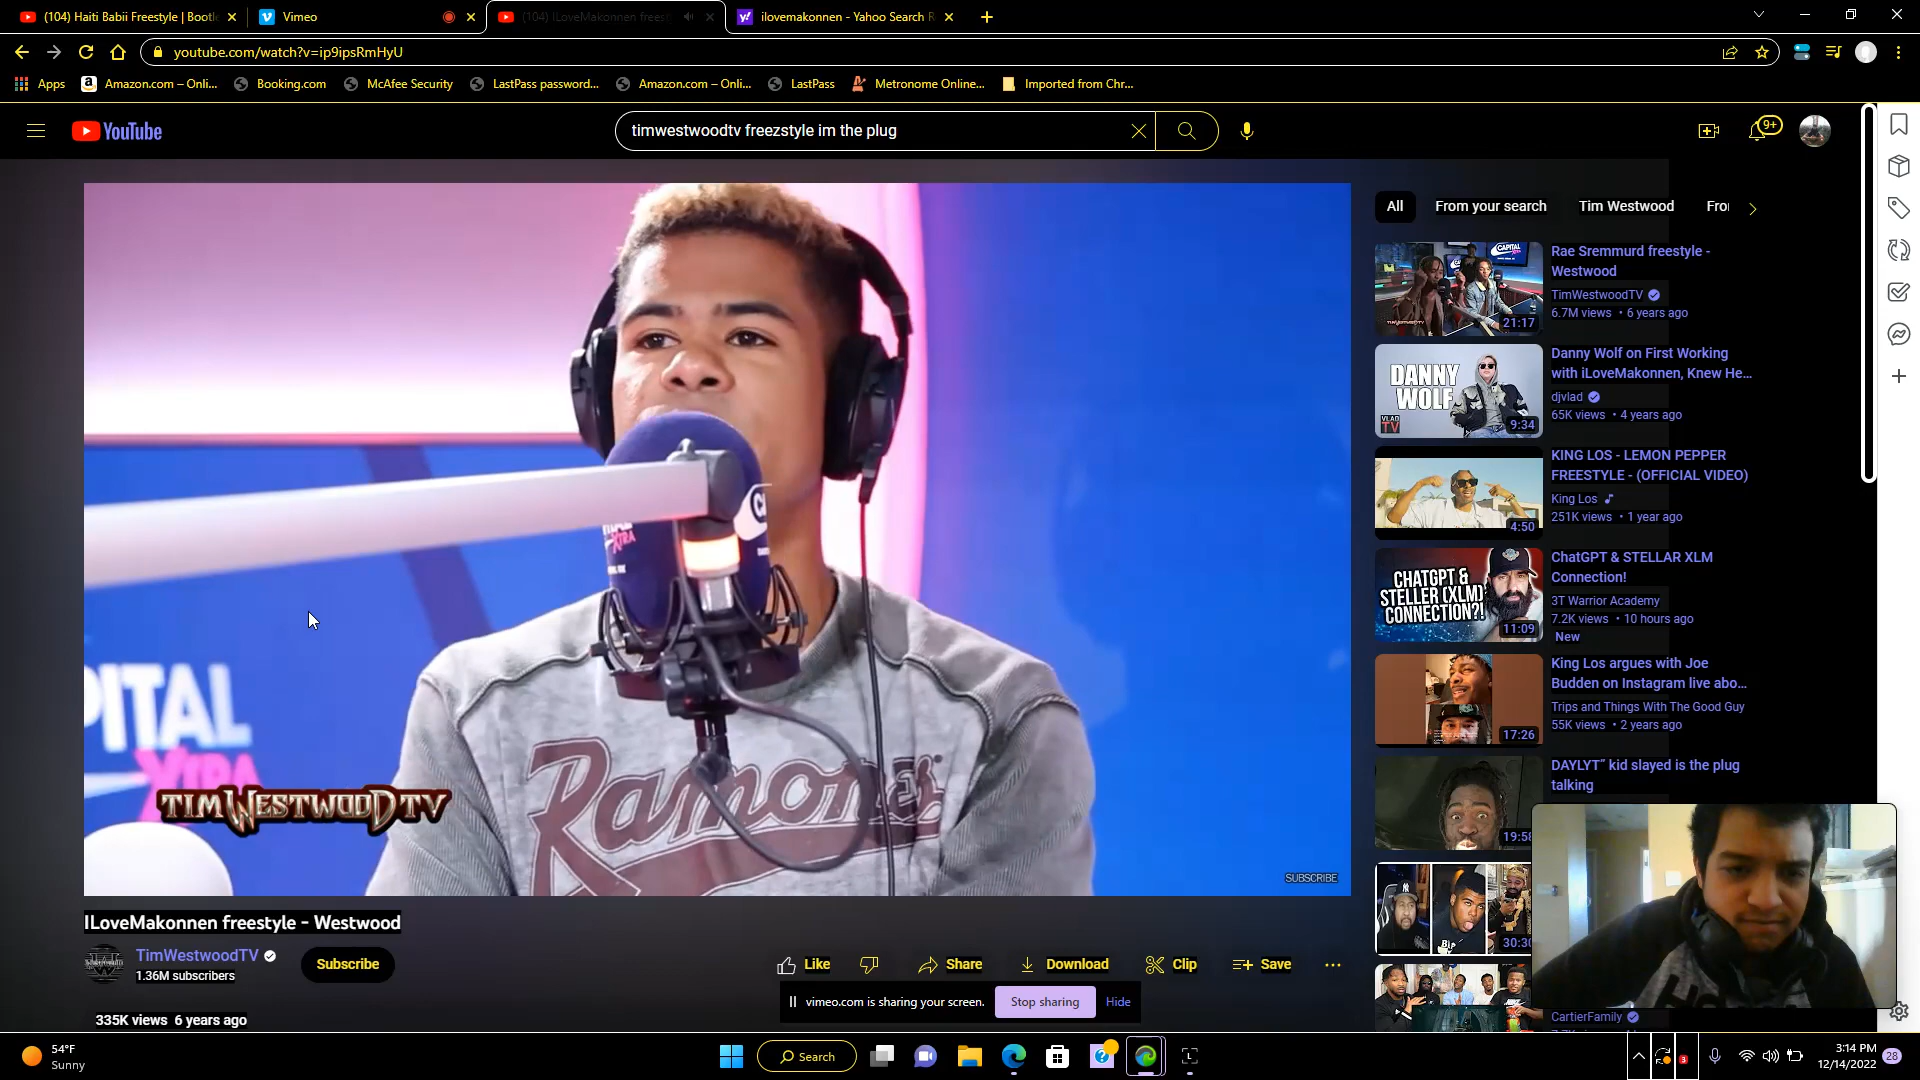 (104) Haiti Babii Freestyle | Bootl
Vimeo
(104) ILoveMakonnen freest
ilovemakonnen - Yahoo Search R
youtube.com/watch?v=ip9ipsRmHyU
Apps
Amazon.com – Onli...
Booking.com
McAfee Security
LastPass password...
Amazon.com – Onli...
LastPass
Metronome Online...
Imported from Chr...
YouTube
timwestwoodtv freezstyle im the plug
9+
All
From your search
Tim Westwood
Fro
CAPITAL
21:17
Rae Sremmurd freestyle -
Westwood
TimWestwoodTV
6.7M views • 6 years ago
DANNY
WOLF
VLAD
TV
9:34
Danny Wolf on First Working
with iLoveMakonnen, Knew He...
djvlad
65K views • 4 years ago
4:50
KING LOS - LEMON PEPPER
FREESTYLE - (OFFICIAL VIDEO)
King Los
251K views • 1 year ago
CHATGPT &
STELLER (XLM)
CONNECTION?!
11:09
ChatGPT & STELLAR XLM
Connection!
3T Warrior Academy
7.2K views • 10 hours ago
New
17:26
King Los argues with Joe
Budden on Instagram live abo...
Trips and Things With The Good Guy
55K views • 2 years ago
19:58
DAYLYT" kid slayed is the plug
talking
30:30
CartierFamily
XTRA
PITAL
XTRA
Ramones
TIMWESTWOODTV
SUBSCRIBE
ILoveMakonnen freestyle - Westwood
TimWestwoodTV
1.36M subscribers
Subscribe
Like
Share
Download
Clip
Save
vimeo.com is sharing your screen.
Stop sharing
Hide
335K views 6 years ago
54°F
Sunny
Search
3
3:14 PM
12/14/2022
28